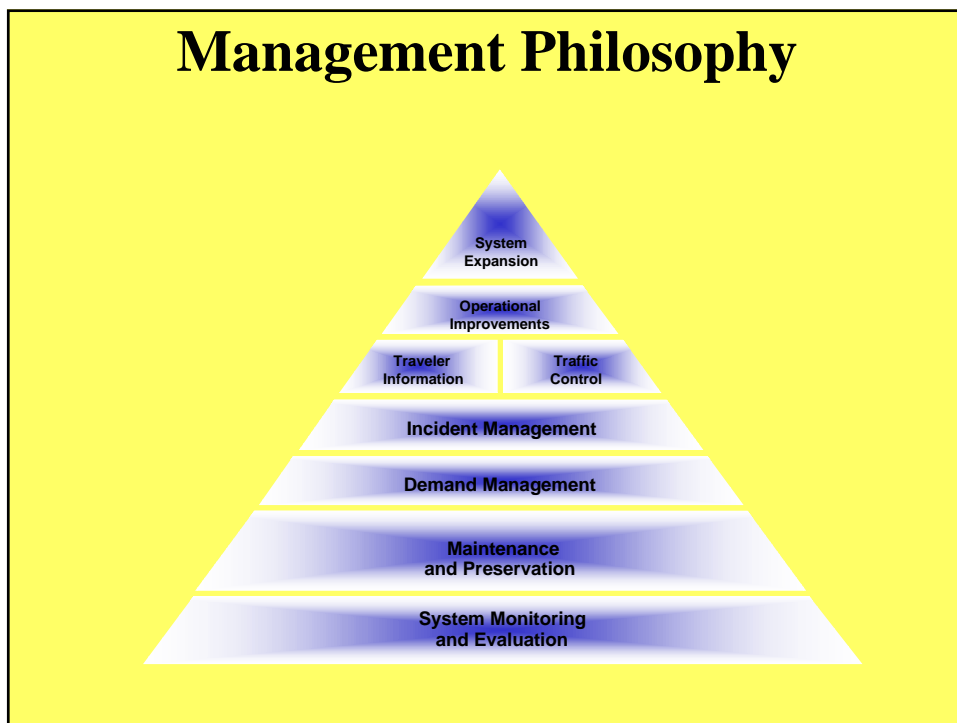 Management Philosophy
System
Expansion
Operational
Improvements
Traveler
Information
Traffic
Control
Incident Management
Demand Management
Maintenance
and Preservation
System Monitoring
and Evaluation